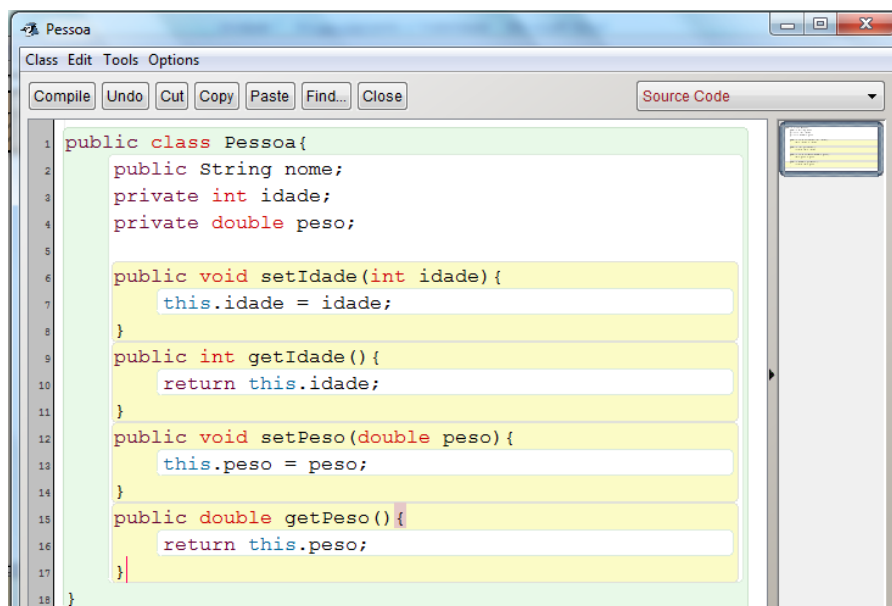 Pessoa
Class Edit Tools Options
Compile Undo Cut Copy Paste Find... Close Source Code
1 public class Pessoa{
2 public String nome;
3 private int idade;
4 private double peso;
5
6 public void setIdade(int idade){
7 this.idade = idade;
8 }
9 public int getIdade(){
10 return this.idade;
11 }
12 public void setPeso(double peso){
13 this.peso = peso;
14 }
15 public double getPeso(){
16 return this.peso;
17 }
18 }